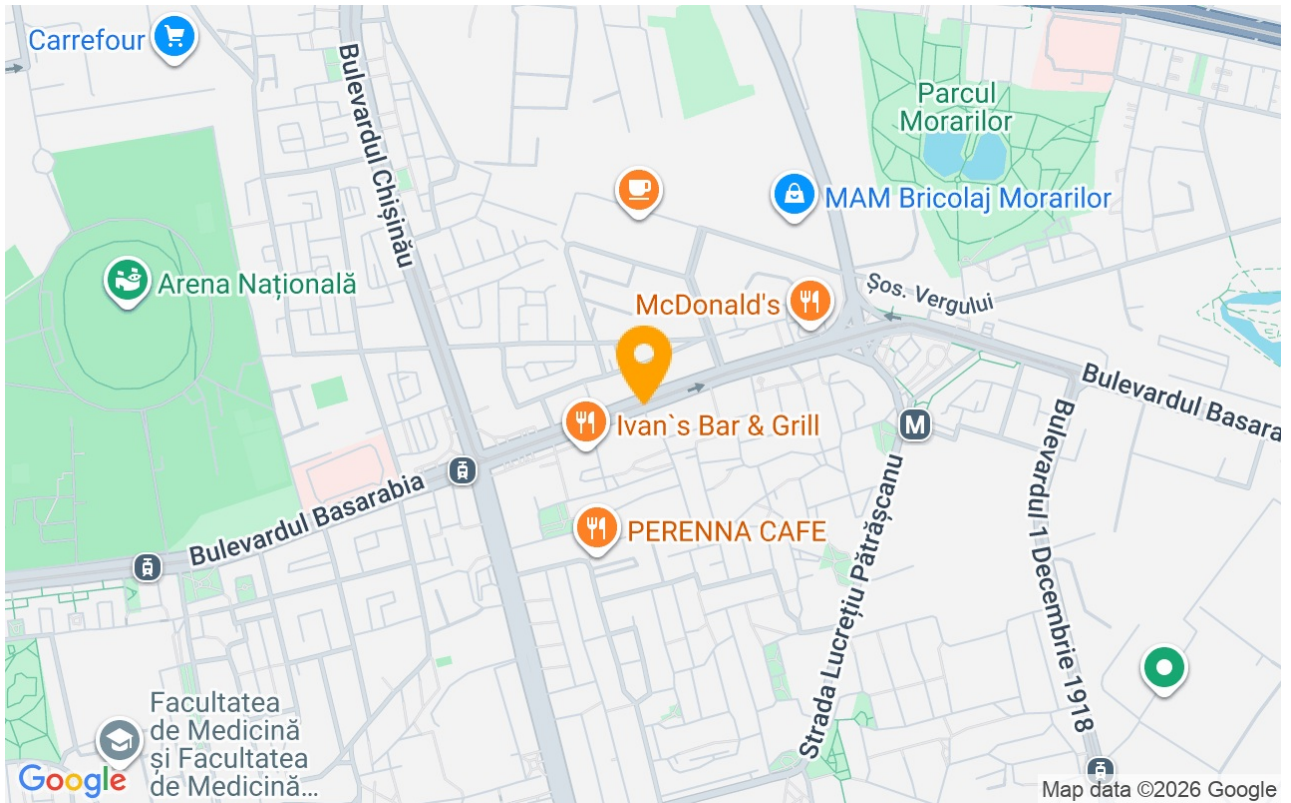 Carrefour
Bulevardul Chișinău
Parcul
Morarilor
MAM Bricolaj Morarilor
Arena Națională
Șos. Vergului
McDonald's
Bulevardul Basara
Ivan`s Bar & Grill
M
Bulevardul Basarabia
PERENNA CAFE
Strada Lucrețiu Pătrășcanu
Bulevardul 1 Decembrie 1918
Facultatea
de Medicină
și Facultatea
de Medicină...
Google
Map data ©2026 Google